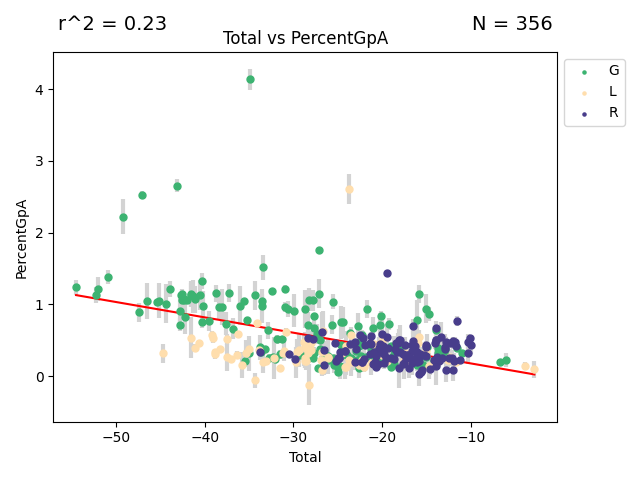 r^2 = 0.23
N = 356
Total vs PercentGpA
G
L
R
4
3
2
1
0
PercentGpA
−50
−40
−30
−20
−10
Total